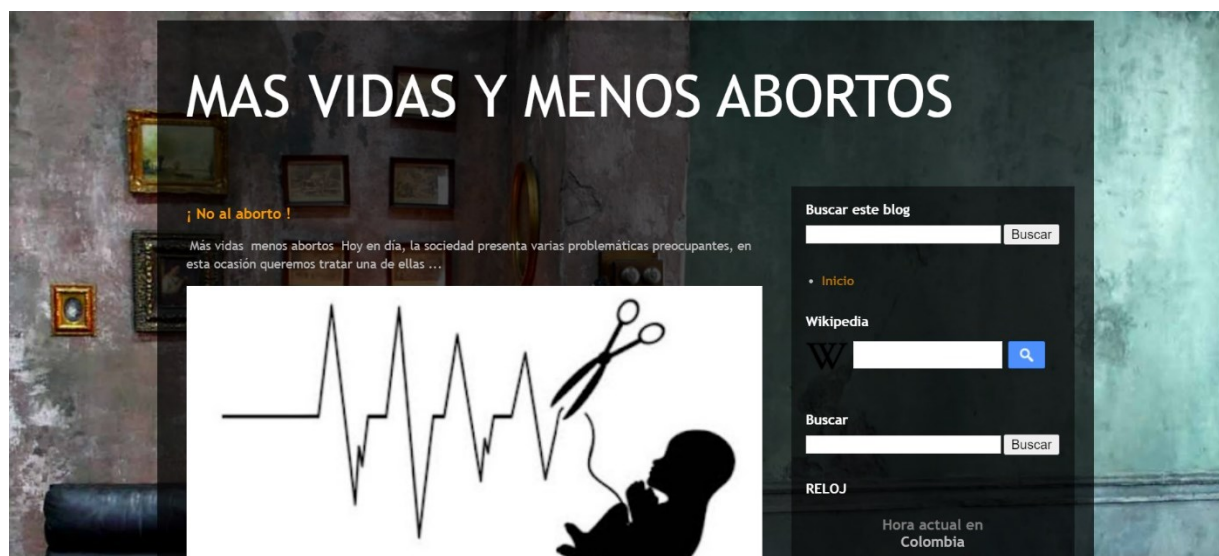 MAS VIDAS Y MENOS ABORTOS
¡ No al aborto !
Más vidas  menos abortos  Hoy en día, la sociedad presenta varias problemáticas preocupantes, en
esta ocasión queremos tratar una de ellas ...
Buscar este blog
Buscar
Inicio
Wikipedia
W
Buscar
Buscar
RELOJ
Hora actual en
Colombia